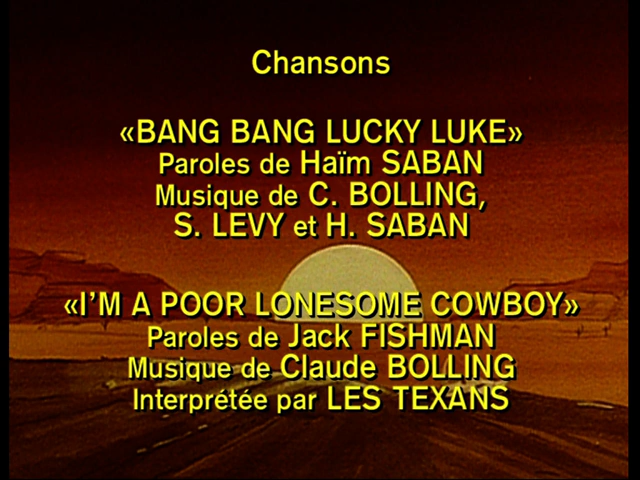 Chansons
«BANG BANG LUCKY LUKE»
Paroles de Haïm SABAN
Musique de C. BOLLING,
S. LEVY et H. SABAN
«I'M A POOR LONESOME COWBOY»
Paroles de Jack FISHMAN
Musique de Claude BOLLING
Interprétée par LES TEXANS